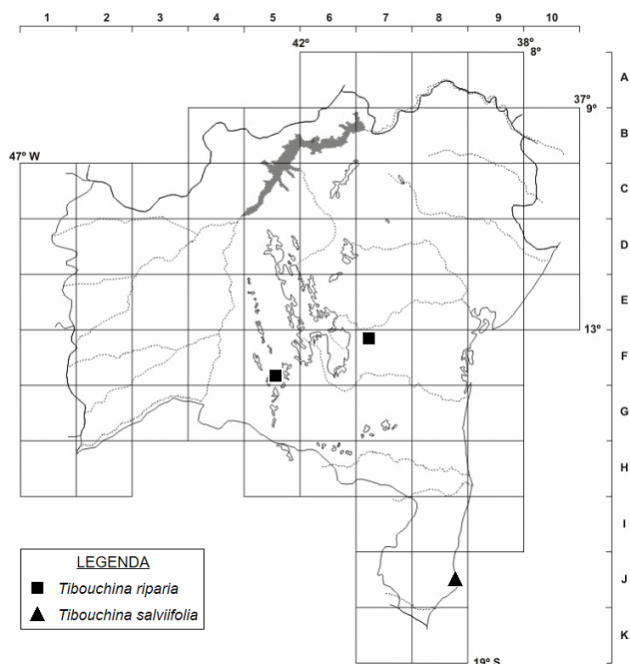 1 2 3 4 5 6 7 8 9 10
42° 38°
8°
A
37°
9°
B
47° W
C
D
E
13°
F
G
H
I
LEGENDA
Tibouchina riparia
J
Tibouchina salviifolia
K
19° S